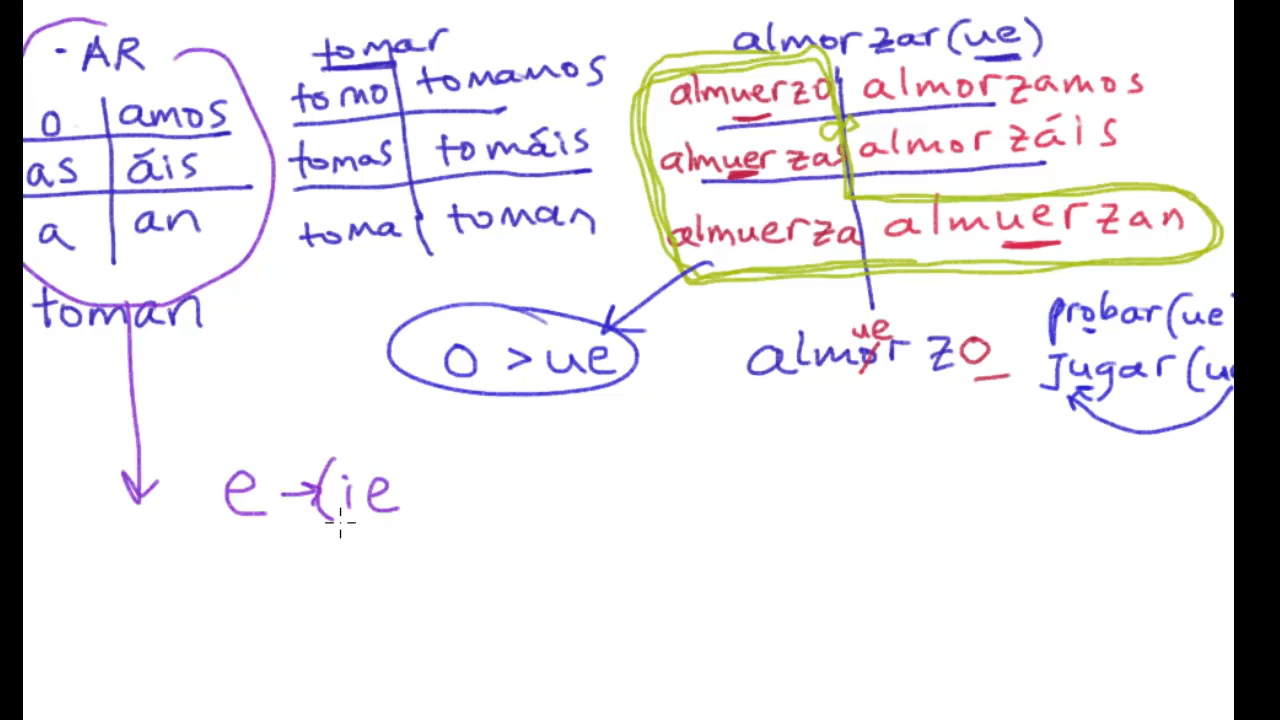 -AR
o amos
as áis
a an
toman
tomar
tomo tomamos
tomas tomáis
toma toman
almorzar (ue)
almuerzo almorzamos
almuerzas almorzáis
almuerza almuerzan
o > ue
ue
almorzo
probar (ue
Jugar (u
e → (ie